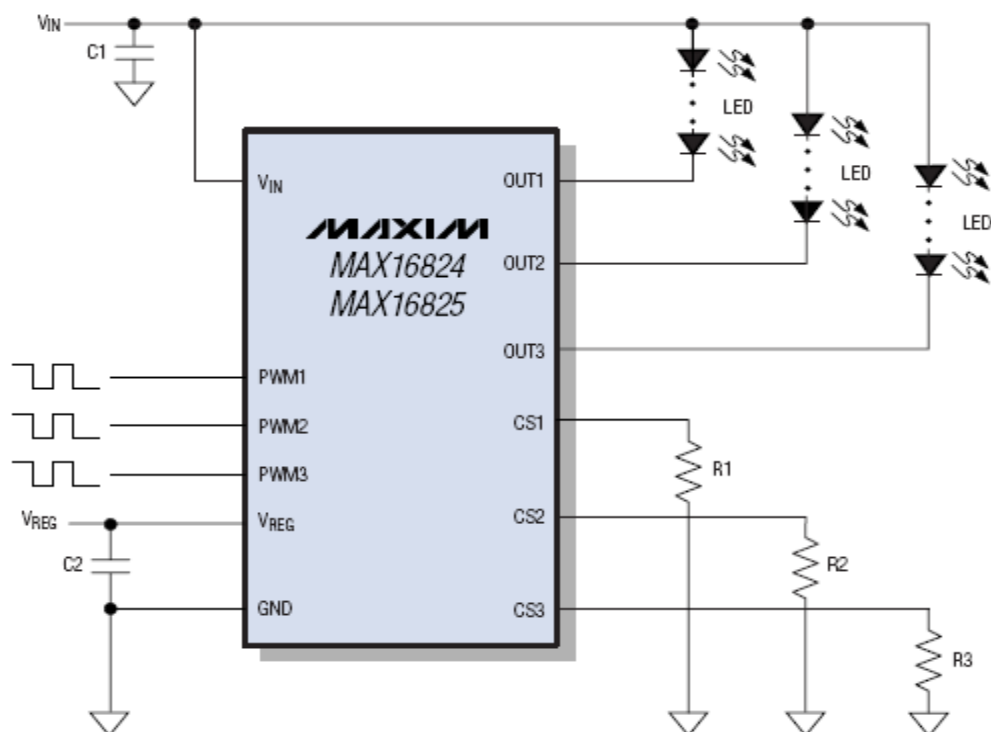 VIN
C1
LED
LED
LED
VIN
OUT1
MAXIM
MAX16824
MAX16825
OUT2
OUT3
PWM1
PWM2
PWM3
CS1
R1
VREG
VREG
CS2
C2
R2
GND
CS3
R3